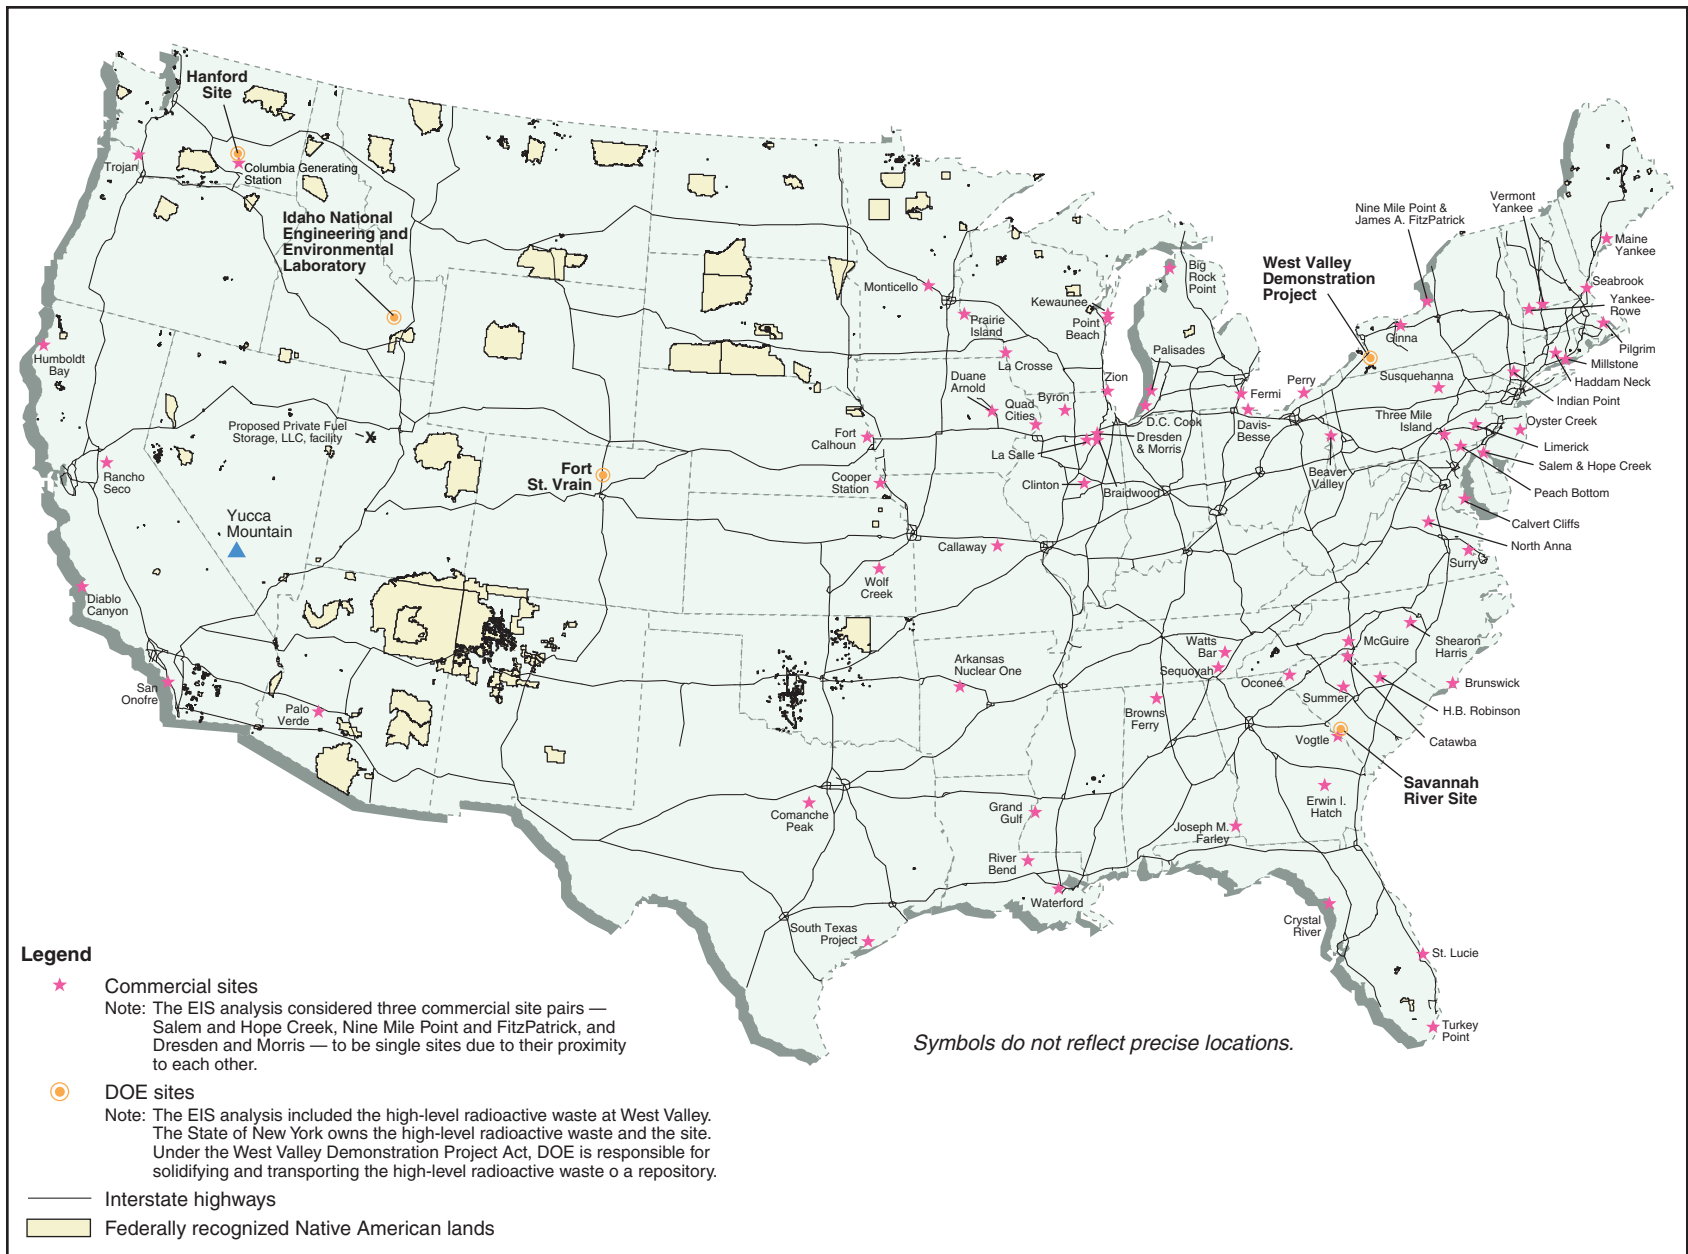 Hanford
Site
Trojan
Columbia Generating
Station
Idaho National
Engineering and
Environmental
Laboratory
Humboldt
Bay
Proposed Private Fuel
Storage, LLC, facility
X
Rancho
Seco
Yucca
Mountain
Diablo
Canyon
San
Onofre
Palo
Verde
Fort
St. Vrain
Monticello
Prairie
Island
Kewaunee
Point
Beach
Big
Rock
Point
La Crosse
Palisades
Duane
Arnold
Quad
Cities
Byron
Zion
Fort
Calhoun
Cooper
Station
La Salle
D.C. Cook
Dresden
& Morris
Clinton
Braidwood
Callaway
Wolf
Creek
Arkansas
Nuclear One
Comanche
Peak
South Texas
Project
Grand
Gulf
River
Bend
Waterford
Nine Mile Point &
James A. FitzPatrick
Vermont
Yankee
Maine
Yankee
West Valley
Demonstration
Project
Seabrook
Yankee-
Rowe
Ginna
Pilgrim
Millstone
Susquehanna
Haddam Neck
Indian Point
Fermi
Perry
Davis-
Besse
Three Mile
Island
Oyster Creek
Limerick
Beaver
Valley
Salem & Hope Creek
Peach Bottom
Calvert Cliffs
North Anna
Surry
Watts
Bar
Sequoyah
McGuire
Shearon
Harris
Oconee
Summer
Brunswick
H.B. Robinson
Browns
Ferry
Catawba
Vogtle
Savannah
River Site
Erwin I.
Hatch
Joseph M.
Farley
Crystal
River
St. Lucie
Turkey
Point
Symbols do not reflect precise locations.
Legend
Commercial sites
Note: The EIS analysis considered three commercial site pairs —
Salem and Hope Creek, Nine Mile Point and FitzPatrick, and
Dresden and Morris — to be single sites due to their proximity
to each other.
DOE sites
Note: The EIS analysis included the high-level radioactive waste at West Valley.
The State of New York owns the high-level radioactive waste and the site.
Under the West Valley Demonstration Project Act, DOE is responsible for
solidifying and transporting the high-level radioactive waste o a repository.
Interstate highways
Federally recognized Native American lands